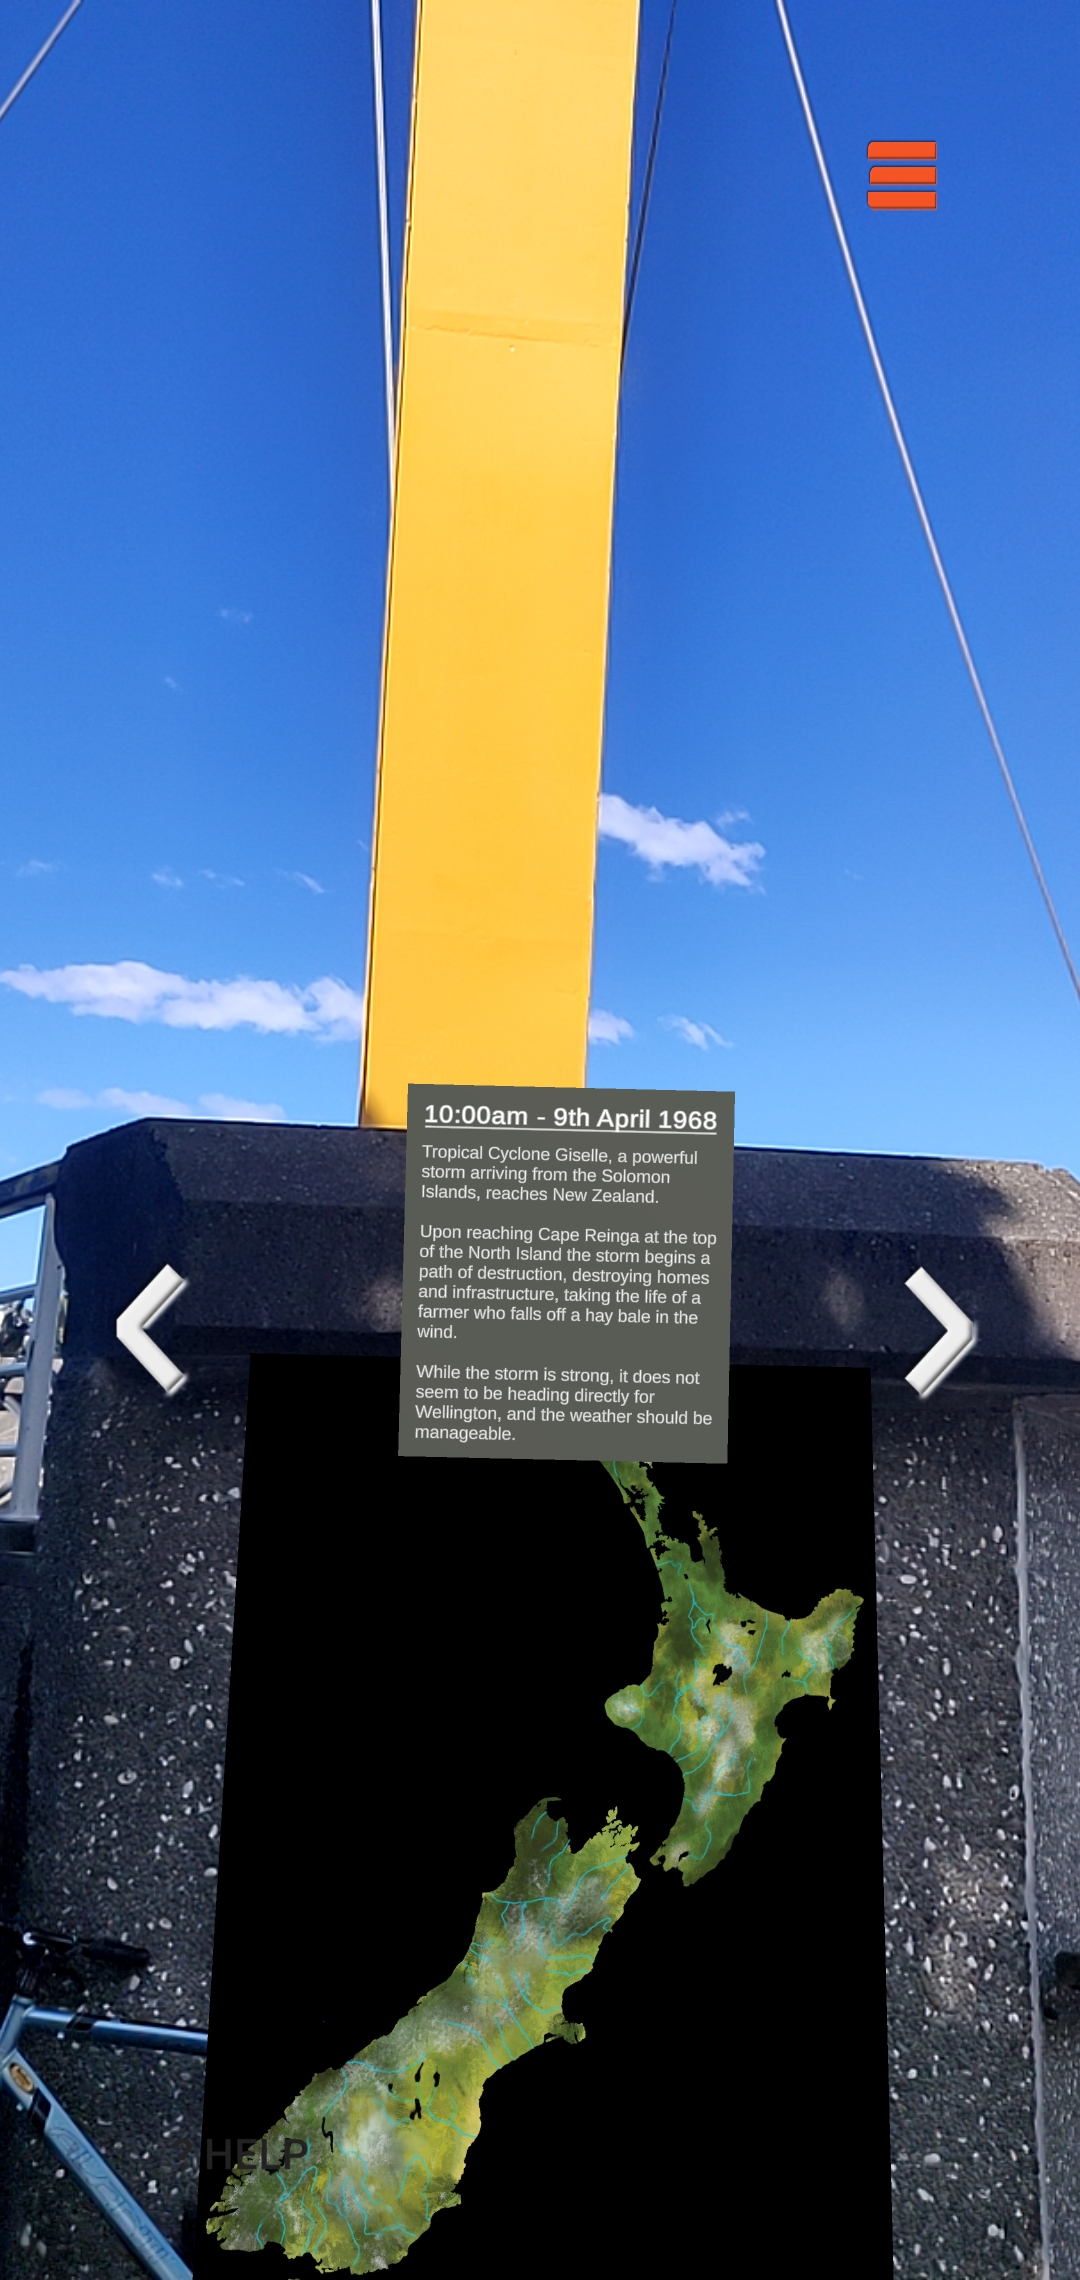 10:00am - 9th April 1968
Tropical Cyclone Giselle, a powerful
storm arriving from the Solomon
Islands, reaches New Zealand.
Upon reaching Cape Reinga at the top
of the North Island the storm begins a
path of destruction, destroying homes
and infrastructure, taking the life of a
farmer who falls off a hay bale in the
wind.
While the storm is strong, it does not
seem to be heading directly for
Wellington, and the weather should be
manageable.
HELP